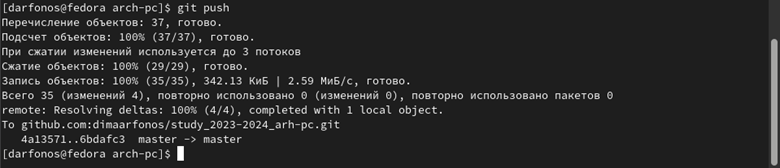 [darfonos@fedora arch-pc]$ git push
Перечисление объектов: 37, готово.
Подсчет объектов: 100% (37/37), готово.
При сжатии изменений используется до 3 потоков
Сжатие объектов: 100% (29/29), готово.
Запись объектов: 100% (35/35), 342.13 КиБ | 2.59 МиБ/с, готово.
Всего 35 (изменений 4), повторно использовано 0 (изменений 0), повторно использовано пакетов 0
remote: Resolving deltas: 100% (4/4), completed with 1 local object.
To github.com:dimaarfonos/study_2023-2024_arh-pc.git
   4a13571..6bdafc3  master -> master
[darfonos@fedora arch-pc]$